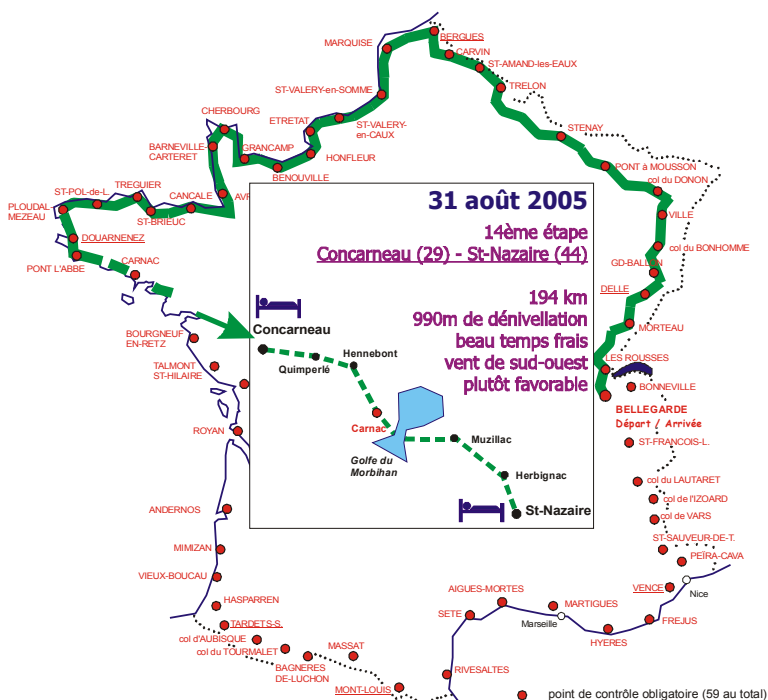 BERGUES
MARQUISE
CARVIN
ST-AMAND-les-EAUX
ST-VALERY-en-SOMME
TRELON
CHERBOURG
ETRETAT
ST-VALERY-
en-CAUX
STENAY
BARNEVILLE-
CARTERET
GRANCAMP
HONFLEUR
BENOUVILLE
PONT à MOUSSON
col du DONON
ST-POL-de-L.
TREGUIER
CANCALE
AVR
PLOUDAL-
MEZEAU
ST-BRIEUC
VILLE
DOUARNENEZ
col du BONHOMME
PONT L'ABBE
CARNAC
GD-BALLON
DELLE
MORTEAU
BOURGNEUF
EN-RETZ
TALMONT
ST-HILAIRE
LES ROUSSES
BONNEVILLE
BELLEGARDE
Départ / Arrivée
31 août 2005
14ème étape
Concarneau (29) - St-Nazaire (44)
194 km
990m de dénivellation
beau temps frais
vent de sud-ouest
plutôt favorable
Concarneau
Quimperlé
Hennebont
Carnac
Golfe du
Morbihan
Muzillac
Herbignac
St-Nazaire
ROYAN
ST-FRANCOIS-L.
col du LAUTARET
col de l'IZOARD
col de VARS
ANDERNOS
MIMIZAN
ST-SAUVEUR-DE-T.
PEÏRA-CAVA
VIEUX-BOUCAU
VENCE
Nice
HASPARREN
AIGUES-MORTES
MARTIGUES
SETE
Marseille
FREJUS
HYERES
TARDETS-S.
col d'AUBISQUE
col du TOURMALET
MASSAT
BAGNERES
DE-LUCHON
RIVESALTES
MONT-LOUIS
point de contrôle obligatoire (59 au total)